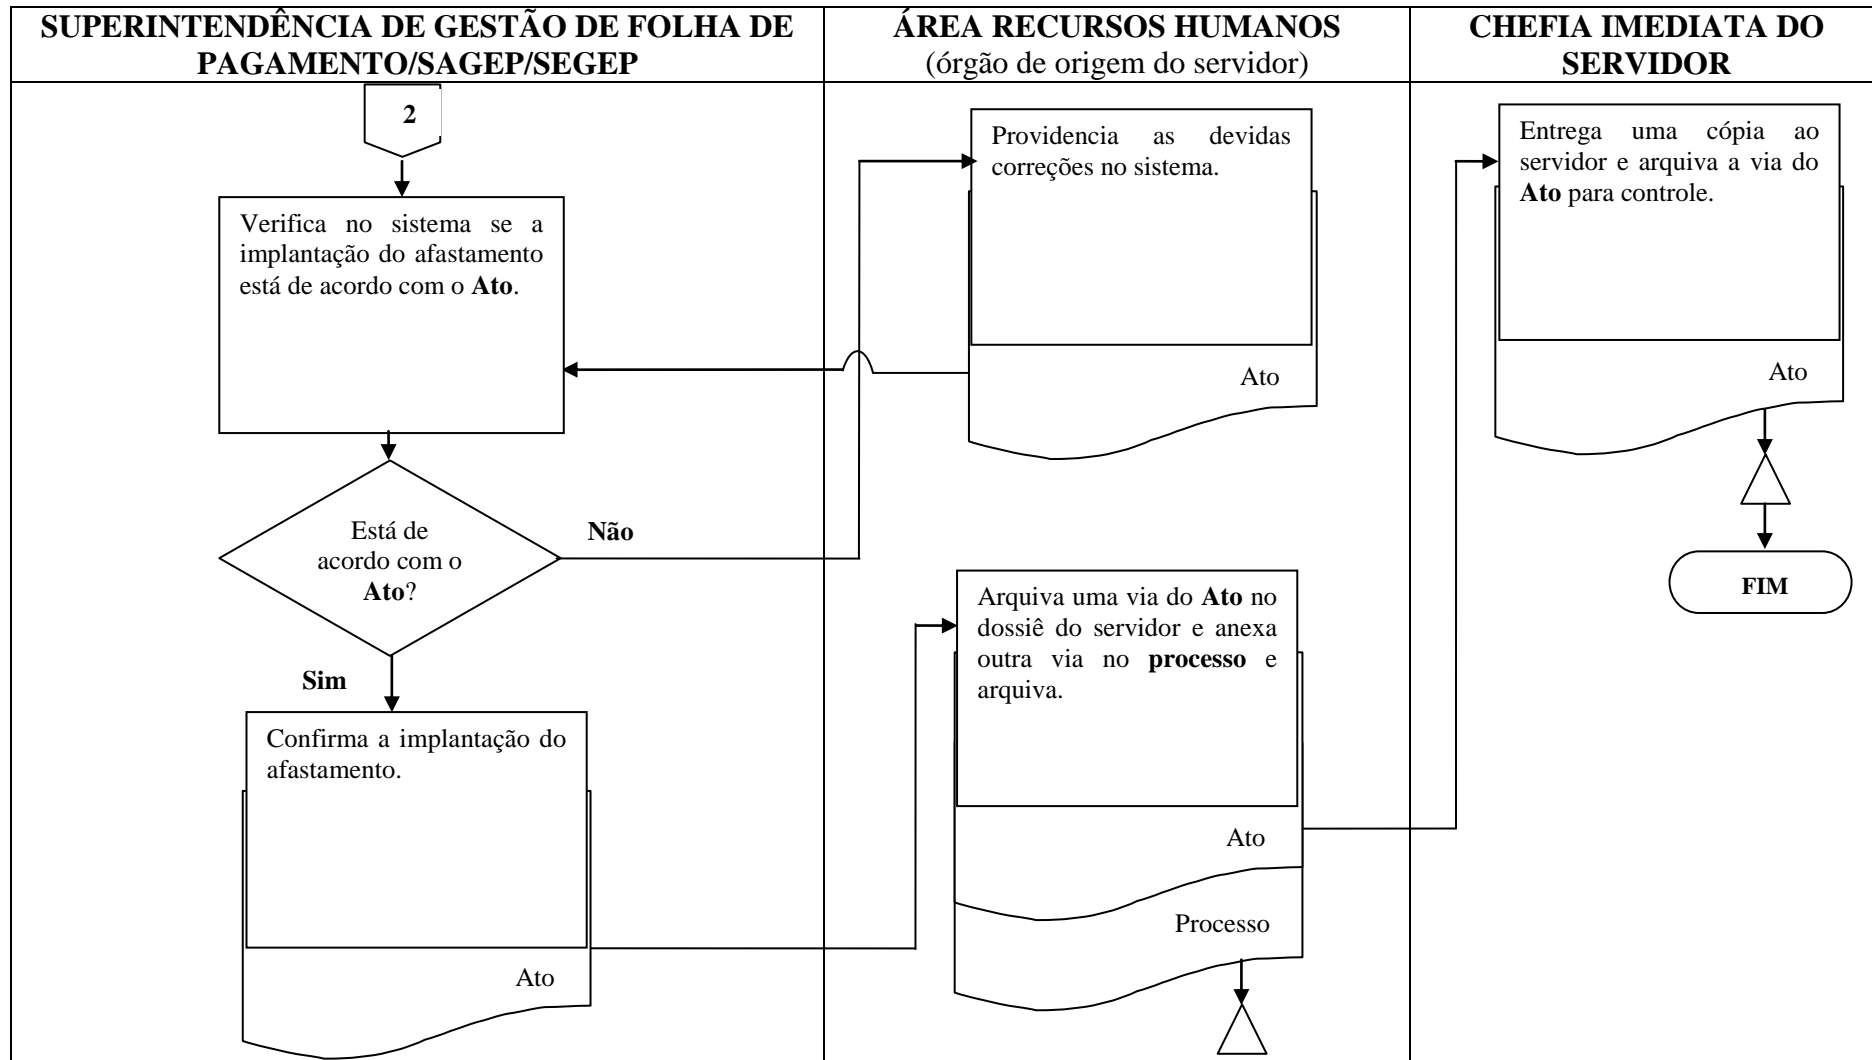 SUPERINTENDÊNCIA DE GESTÃO DE FOLHA DE
PAGAMENTO/SAGEP/SEGEP
ÁREA RECURSOS HUMANOS
(órgão de origem do servidor)
CHEFIA IMEDIATA DO
SERVIDOR
2
Verifica no sistema se a
implantação do afastamento
está de acordo com o Ato.
Está de
acordo com o
Ato?
Não
Sim
Confirma a implantação do
afastamento.
Ato
Providencia as devidas
correções no sistema.
Ato
Arquiva uma via do Ato no
dossiê do servidor e anexa
outra via no processo e
arquiva.
Ato
Processo
Entrega uma cópia ao
servidor e arquiva a via do
Ato para controle.
Ato
FIM